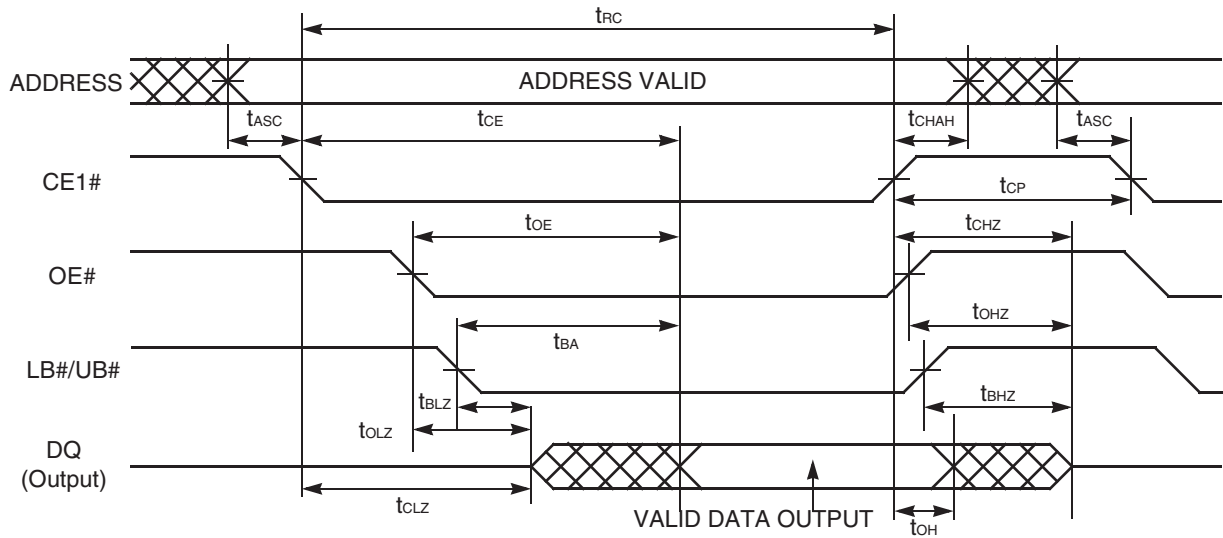 tRC
ADDRESS
ADDRESS VALID
tASC
tCE
tCHAH
tASC
CE1#
tCP
tOE
tCHZ
OE#
tOHZ
tBA
LB#/UB#
tBLZ
tBHZ
tOLZ
DQ
(Output)
tCLZ
VALID DATA OUTPUT
tOH